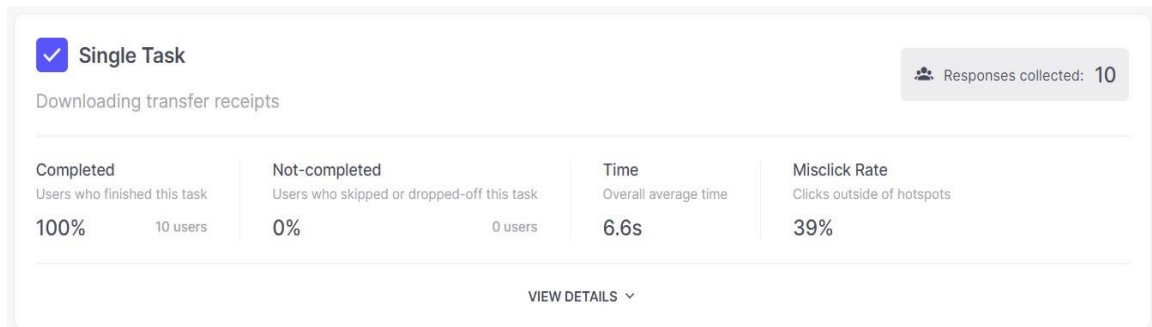 Single Task
Responses collected: 10
Downloading transfer receipts
Completed
Users who finished this task
100% 10 users
Not-completed
Users who skipped or dropped-off this task
0% 0 users
Time
Overall average time
6.6s
Misclick Rate
Clicks outside of hotspots
39%
VIEW DETAILS